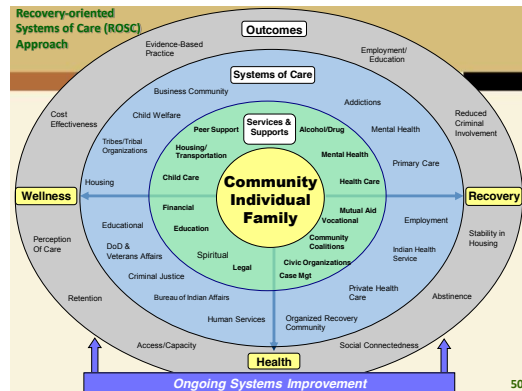 Recovery-oriented
Systems of Care (ROSC)
Approach
Outcomes
Evidence-Based
Practice
Employment/
Education
Cost
Effectiveness
Reduced
Criminal
Involvement
Wellness
Recovery
Perception
Of Care
Stability in
Housing
Retention
Abstinence
Access/Capacity
Social Connectedness
Health
Systems of Care
Business Community
Addictions
Child Welfare
Mental Health
Tribes/Tribal
Organizations
Primary Care
Housing
Educational
Employment
DoD &
Veterans Affairs
Indian Health
Service
Criminal Justice
Bureau of Indian Affairs
Private Health
Care
Human Services
Organized Recovery
Community
Services &
Supports
Peer Support
Alcohol/Drug
Housing/
Transportation
Mental Health
Child Care
Health Care
Financial
Mutual Aid
Vocational
Education
Community
Coalitions
Spiritual
Civic Organizations
Legal
Case Mgt
Community
Individual
Family
Ongoing Systems Improvement
50